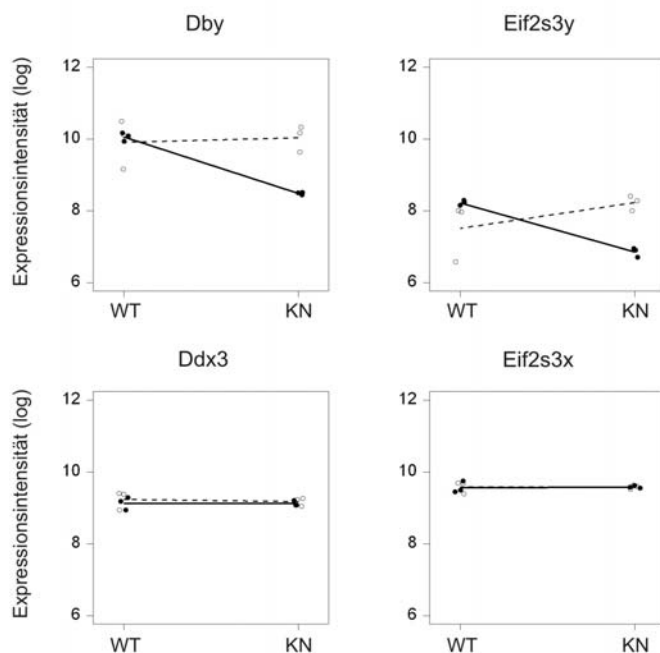 Dby
Eif2s3y
Expressionsintensität (log)
12
10
8
6
WT
KN
12
10
8
6
WT
KN
Ddx3
Eif2s3x
Expressionsintensität (log)
12
10
8
6
WT
KN
12
10
8
6
WT
KN